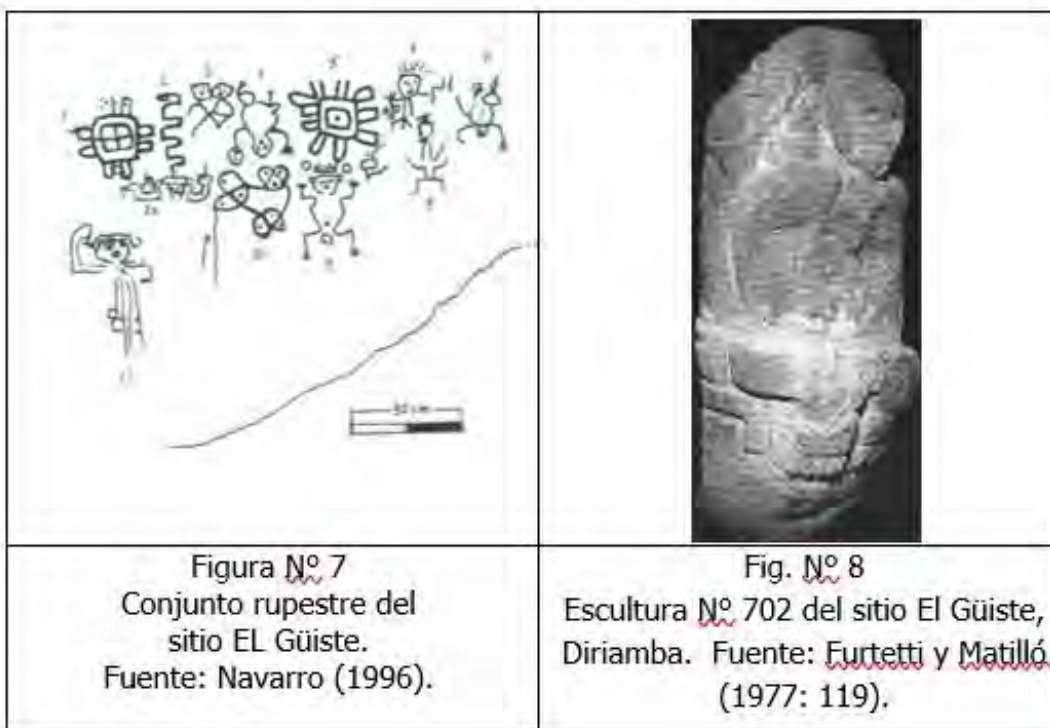 Figura Nº 7
Conjunto rupestre del
sitio EL Güiste.
Fuente: Navarro (1996).
Fig. Nº 8
Escultura Nº 702 del sitio El Güiste,
Diriamba. Fuente: Furtetti y Matilló
(1977: 119).